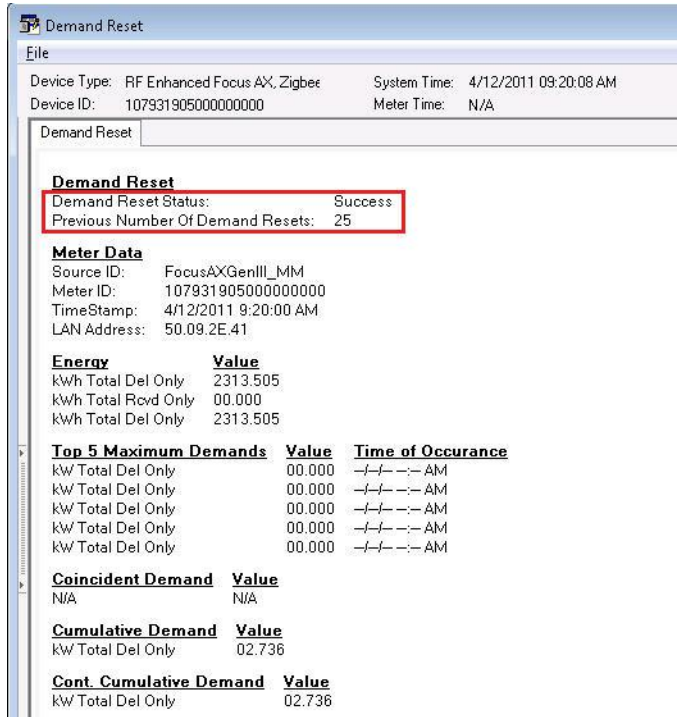 Demand Reset
File
Device Type: RF Enhanced Focus AX, Zigbee System Time: 4/12/2011 09:20:08 AM
Device ID: 107931905000000000 Meter Time: N/A
Demand Reset
Demand Reset
Demand Reset Status: Success
Previous Number Of Demand Resets: 25
Meter Data
Source ID: FocusAXGenIII_MM
Meter ID: 107931905000000000
TimeStamp: 4/12/2011 9:20:00 AM
LAN Address: 50.09.2E.41
Energy Value
kWh Total Del Only 2313.505
kWh Total Rcvd Only 00.000
kWh Total Del Only 2313.505
Top 5 Maximum Demands Value Time of Occurance
kW Total Del Only 00.000 --/--/-- --:-- AM
kW Total Del Only 00.000 --/--/-- --:-- AM
kW Total Del Only 00.000 --/--/-- --:-- AM
kW Total Del Only 00.000 --/--/-- --:-- AM
kW Total Del Only 00.000 --/--/-- --:-- AM
Coincident Demand Value
N/A N/A
Cumulative Demand Value
kW Total Del Only 02.736
Cont. Cumulative Demand Value
kW Total Del Only 02.736